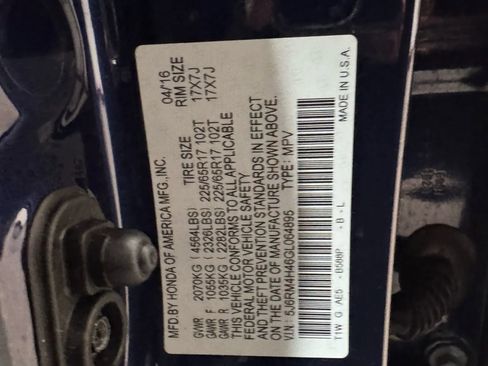 MFD.BY HONDA OF AMERICA MFG., INC. 04/16
TIRE SIZE RIM SIZE
GVWR 2070KG (4564LBS)
GAWR F 1055KG (2326LBS) 225/65R17 102T 17X7J
GAWR R 1035KG (2282LBS) 225/65R17 102T 17X7J
THIS VEHICLE CONFORMS TO ALL APPLICABLE
FEDERAL MOTOR VEHICLE SAFETY
AND THEFT PREVENTION STANDARDS IN EFFECT
ON THE DATE OF MANUFACTURE SHOWN ABOVE.
VIN: 5J6RM4H46GL064895 TYPE: MPV
T1W G AE5 - B588P - B - L MADE IN U.S.A.